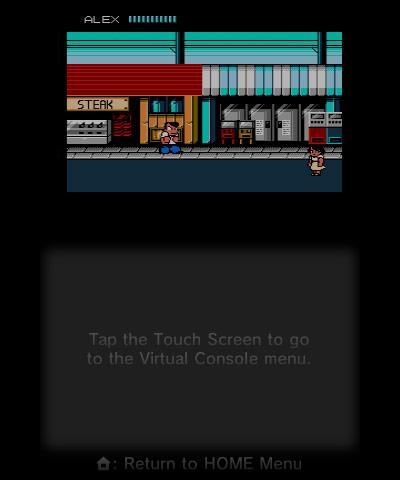 ALEX
STEAK
Tap the Touch Screen to go
to the Virtual Console menu.
: Return to HOME Menu